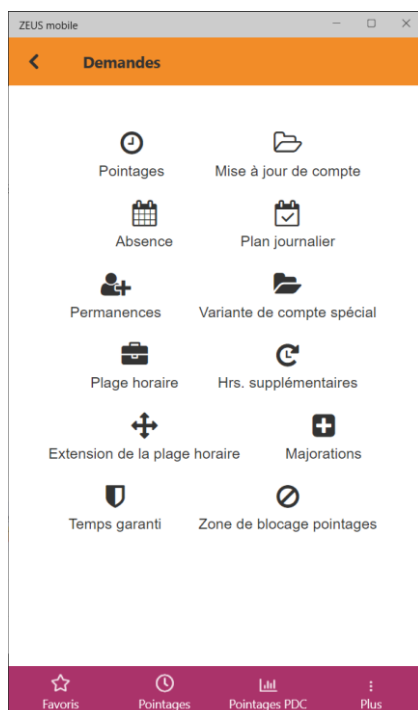 ZEUS mobile
Demandes
Pointages
Mise à jour de compte
Absence
Plan journalier
Permanences
Variante de compte spécial
Plage horaire
Hrs. supplémentaires
Extension de la plage horaire
Majorations
Temps garanti
Zone de blocage pointages
Favoris
Pointages
Pointages PDC
Plus